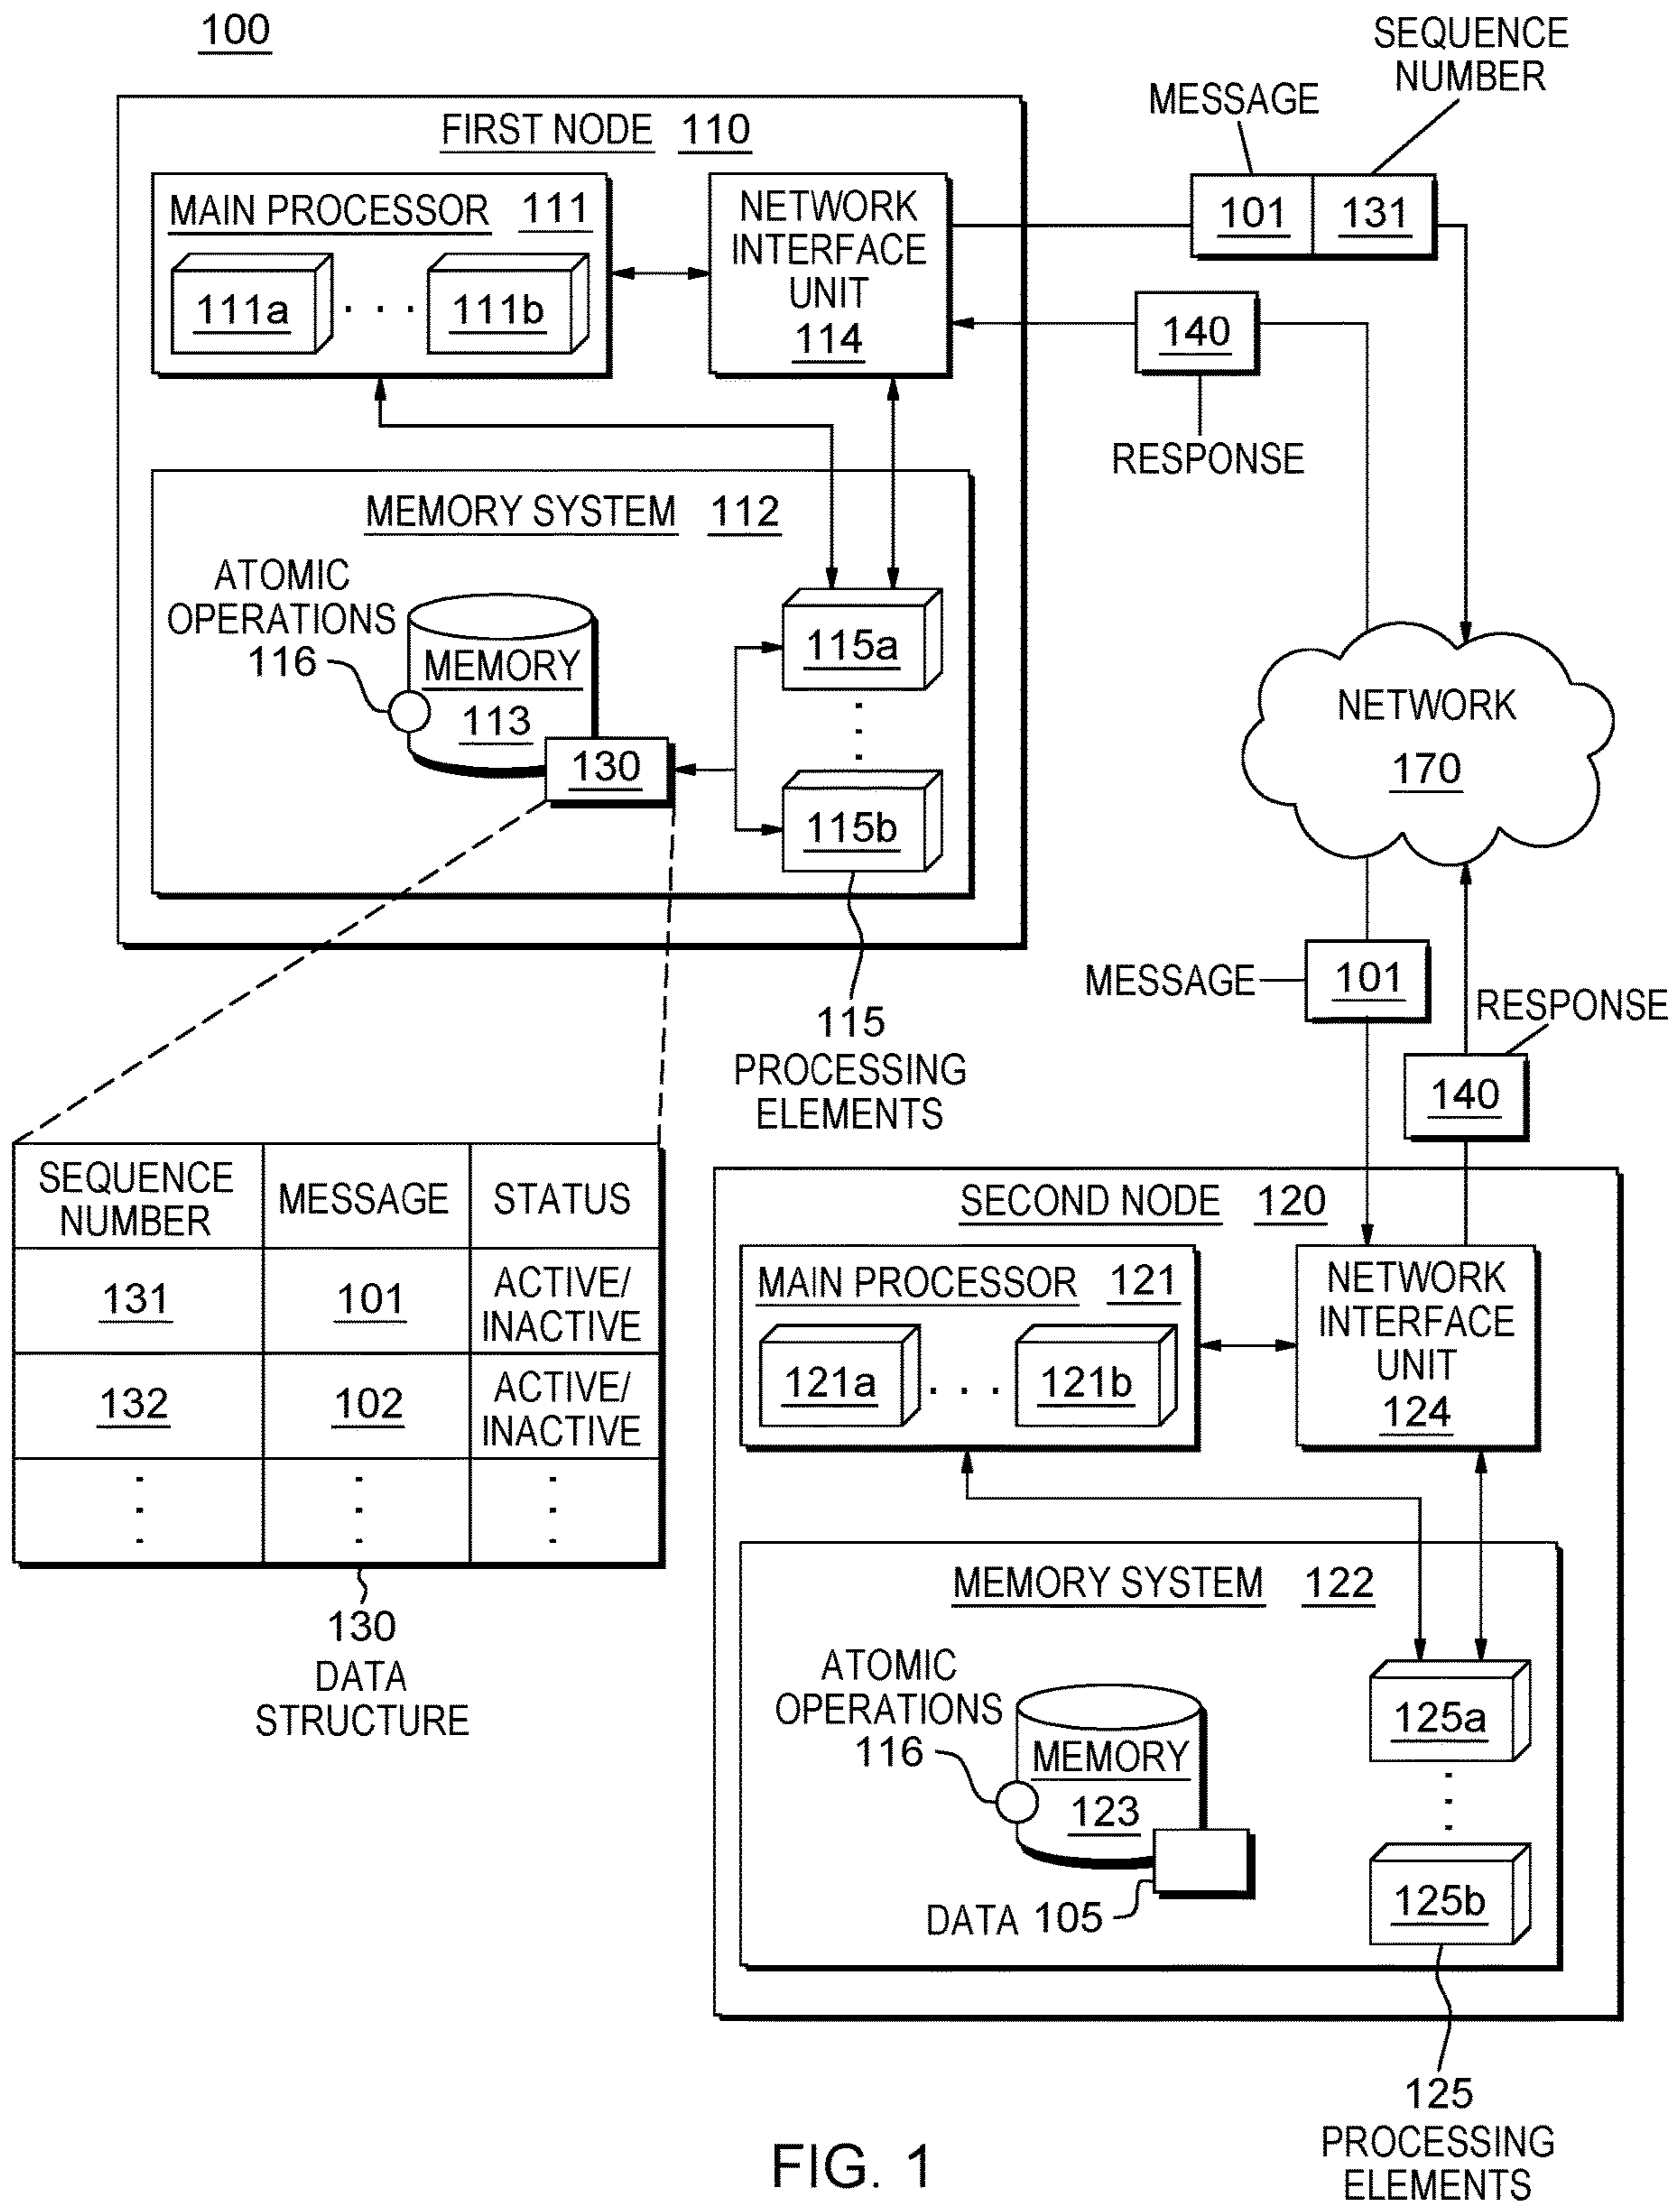 100
SEQUENCE
NUMBER
MESSAGE
101 131
FIRST NODE 110
MAIN PROCESSOR 111
111a . . . 111b
NETWORK
INTERFACE
UNIT
114
140
RESPONSE
MEMORY SYSTEM 112
ATOMIC
OPERATIONS
116
MEMORY
113
130
115a
115b
NETWORK
170
115
PROCESSING
ELEMENTS
MESSAGE
101
RESPONSE
140
SEQUENCE
NUMBER
MESSAGE
STATUS
131
101
ACTIVE/
INACTIVE
132
102
ACTIVE/
INACTIVE
130
DATA
STRUCTURE
SECOND NODE 120
MAIN PROCESSOR 121
121a . . . 121b
NETWORK
INTERFACE
UNIT
124
MEMORY SYSTEM 122
ATOMIC
OPERATIONS
116
MEMORY
123
DATA 105
125a
125b
125
PROCESSING
ELEMENTS
FIG. 1